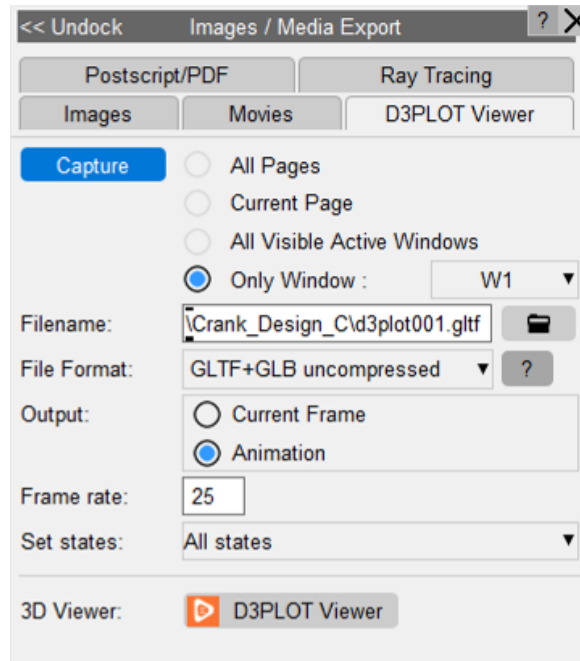 << Undock Images / Media Export ? X
Postscript/PDF Ray Tracing
Images Movies D3PLOT Viewer
Capture All Pages
Current Page
All Visible Active Windows
Only Window : W1
Filename: \Crank_Design_C\d3plot001.gltf
File Format: GLTF+GLB uncompressed ?
Output: Current Frame
Animation
Frame rate: 25
Set states: All states
3D Viewer: D3PLOT Viewer